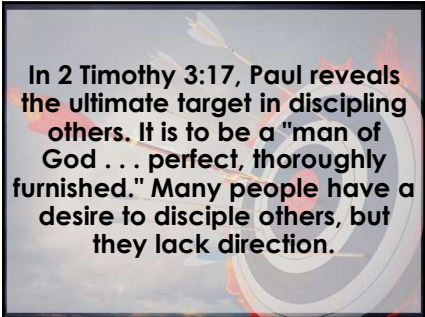 In 2 Timothy 3:17, Paul reveals
the ultimate target in discipling
others. It is to be a "man of
God . . . perfect, thoroughly
furnished." Many people have a
desire to disciple others, but
they lack direction.